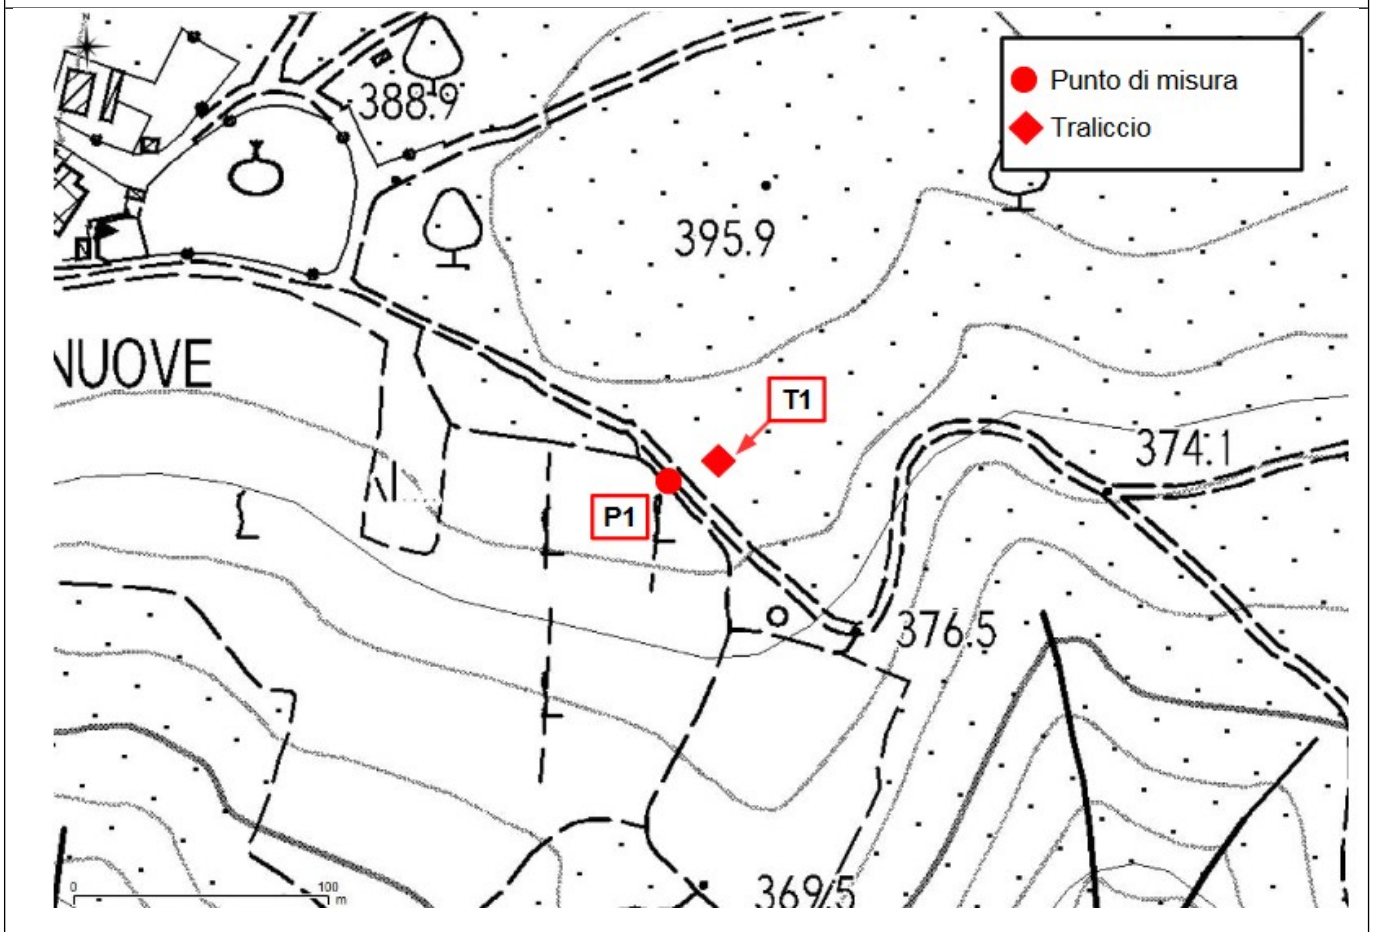 N
388.9
Punto di misura
Traliccio
395.9
NUOVE
T1
374.1
P1
376.5
369.5
0 100
m